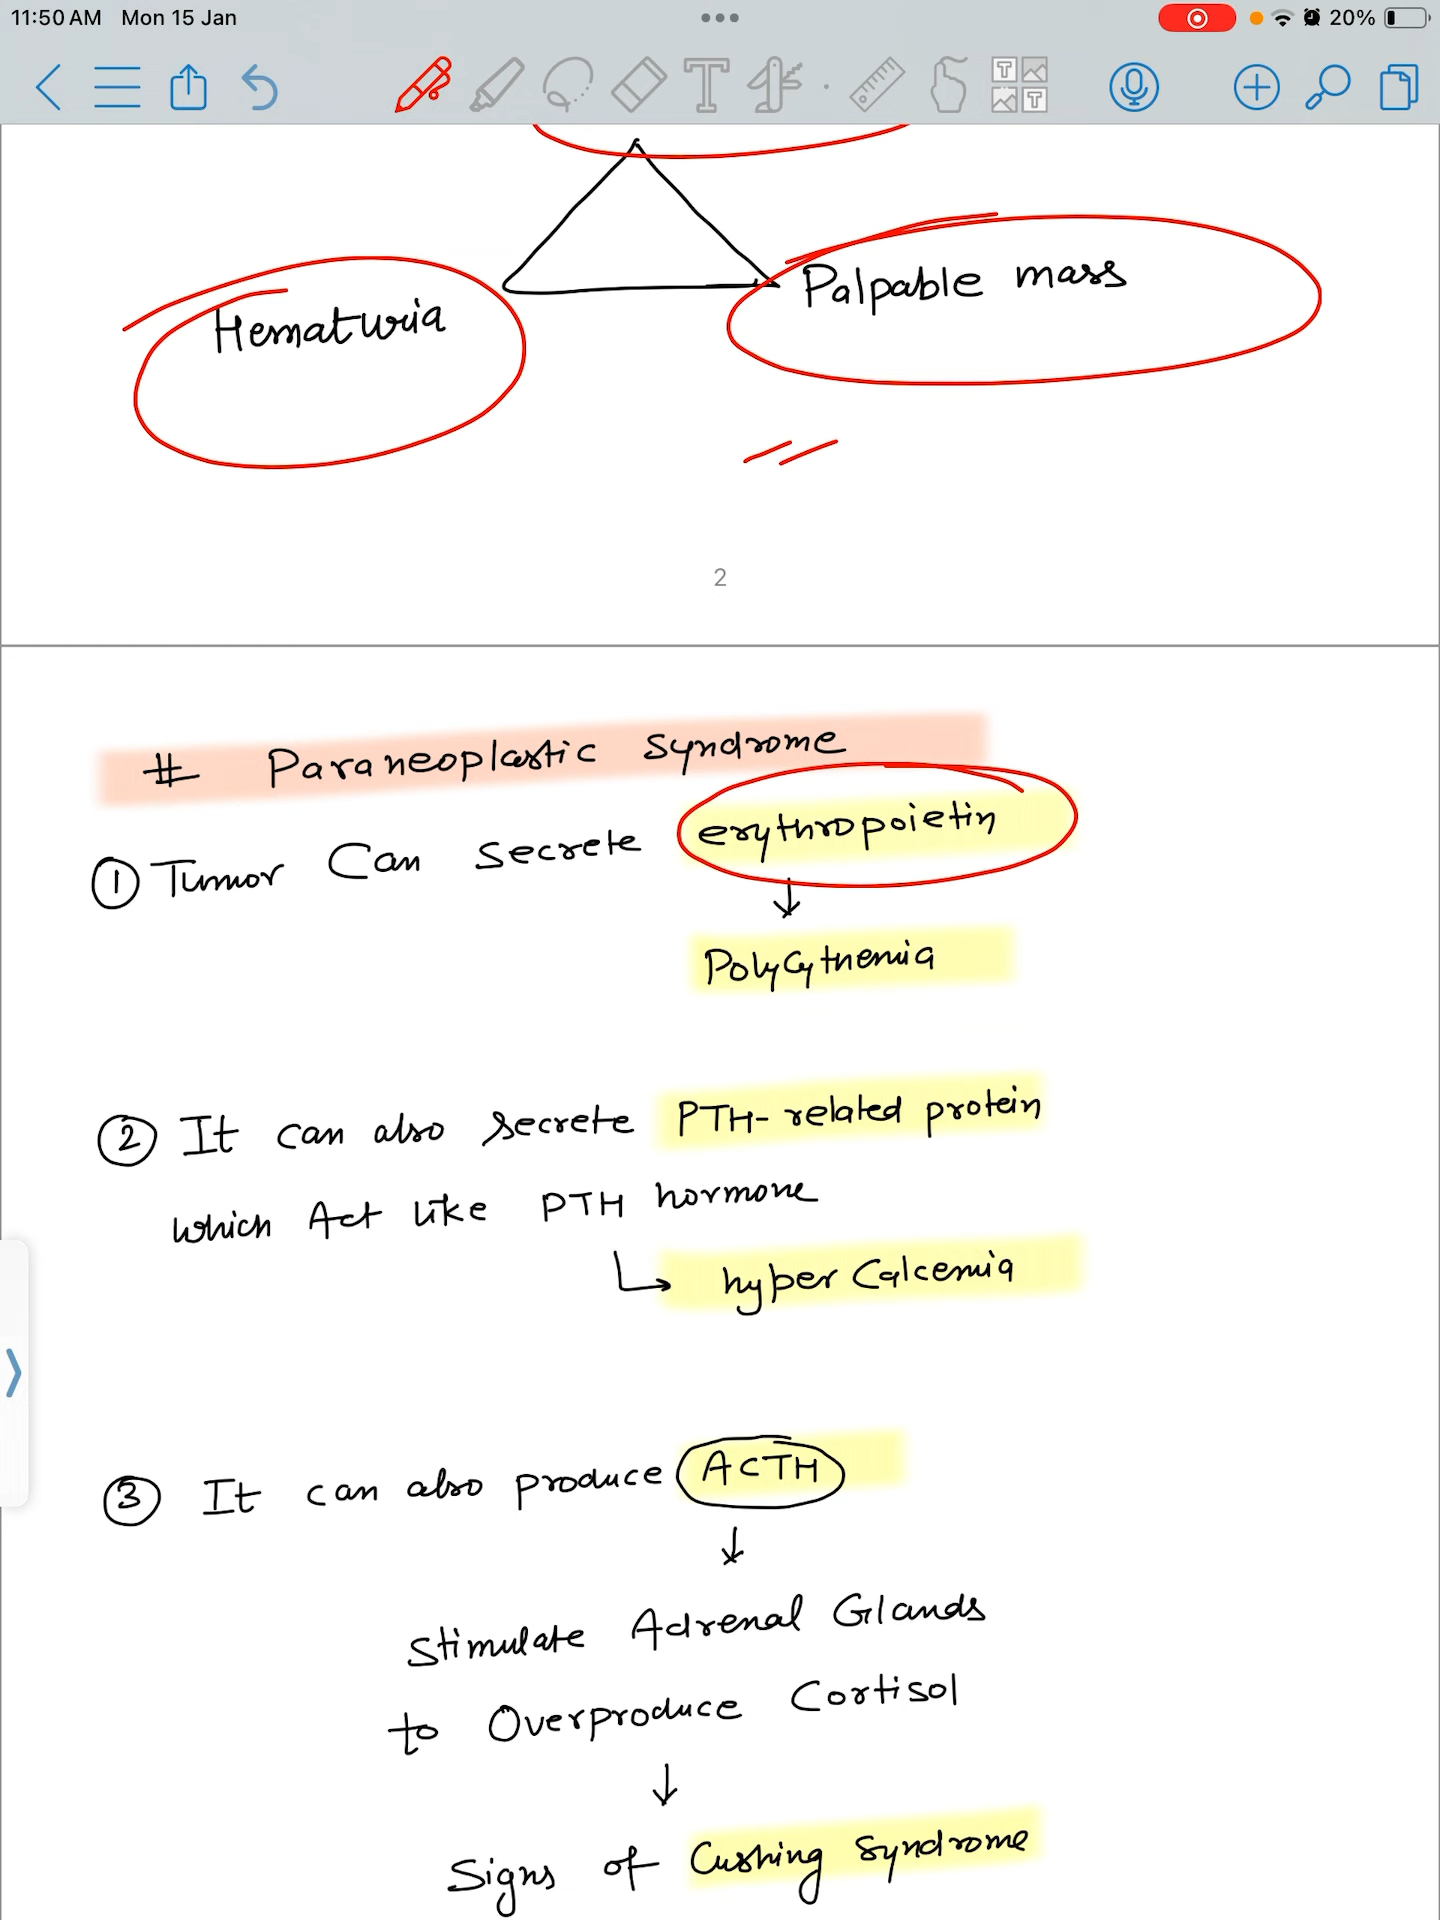 11:50 AM Mon 15 Jan
20%
T
T
T
Hematuria
Palpable mass
2
# Paraneoplastic Syndrome
① Tumor Can secrete erythropoietin
↓
Polycythemia
② It can also secrete PTH-related protein
which Act like PTH hormone
↳ hyper Calcemia
③ It can also produce ACTH
↓
Stimulate Adrenal Glands
to Overproduce Cortisol
↓
Signs of Cushing Syndrome